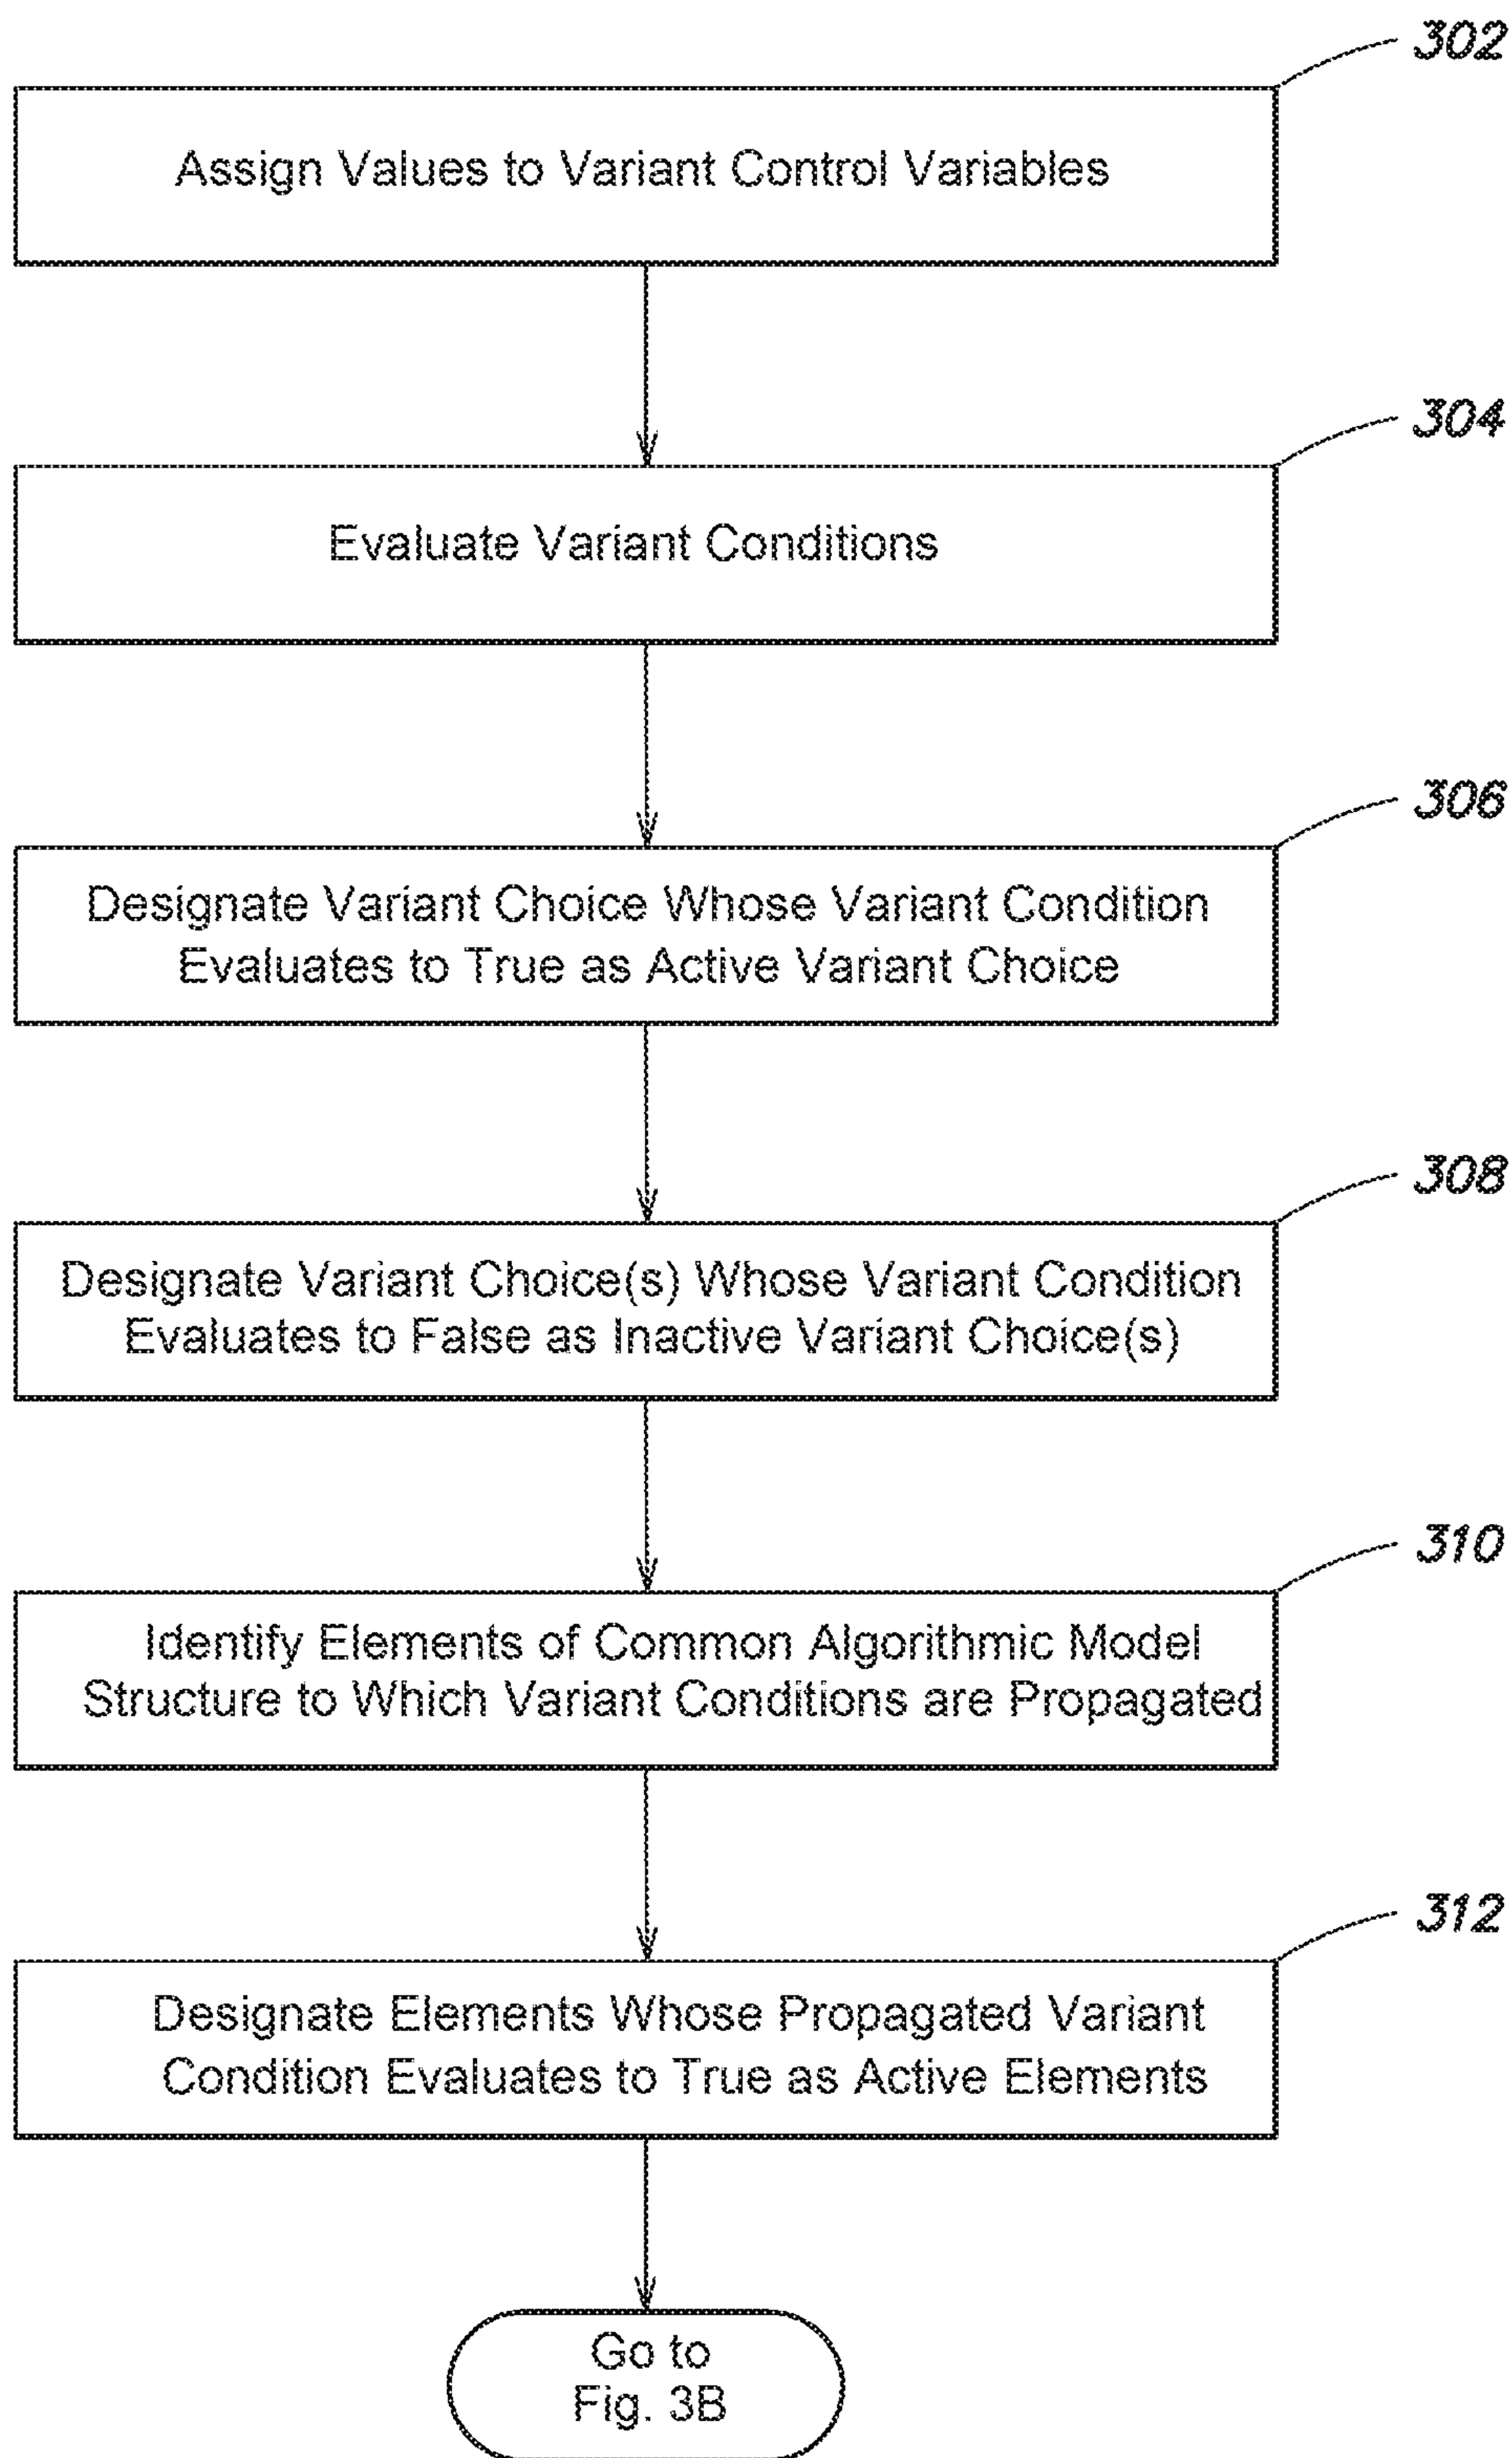 302
Assign Values to Variant Control Variables
304
Evaluate Variant Conditions
306
Designate Variant Choice Whose Variant Condition
Evaluates to True as Active Variant Choice
308
Designate Variant Choice(s) Whose Variant Condition
Evaluates to False as Inactive Variant Choice(s)
310
Identify Elements of Common Algorithmic Model
Structure to Which Variant Conditions are Propagated
312
Designate Elements Whose Propagated Variant
Condition Evaluates to True as Active Elements
Go to
Fig. 3B